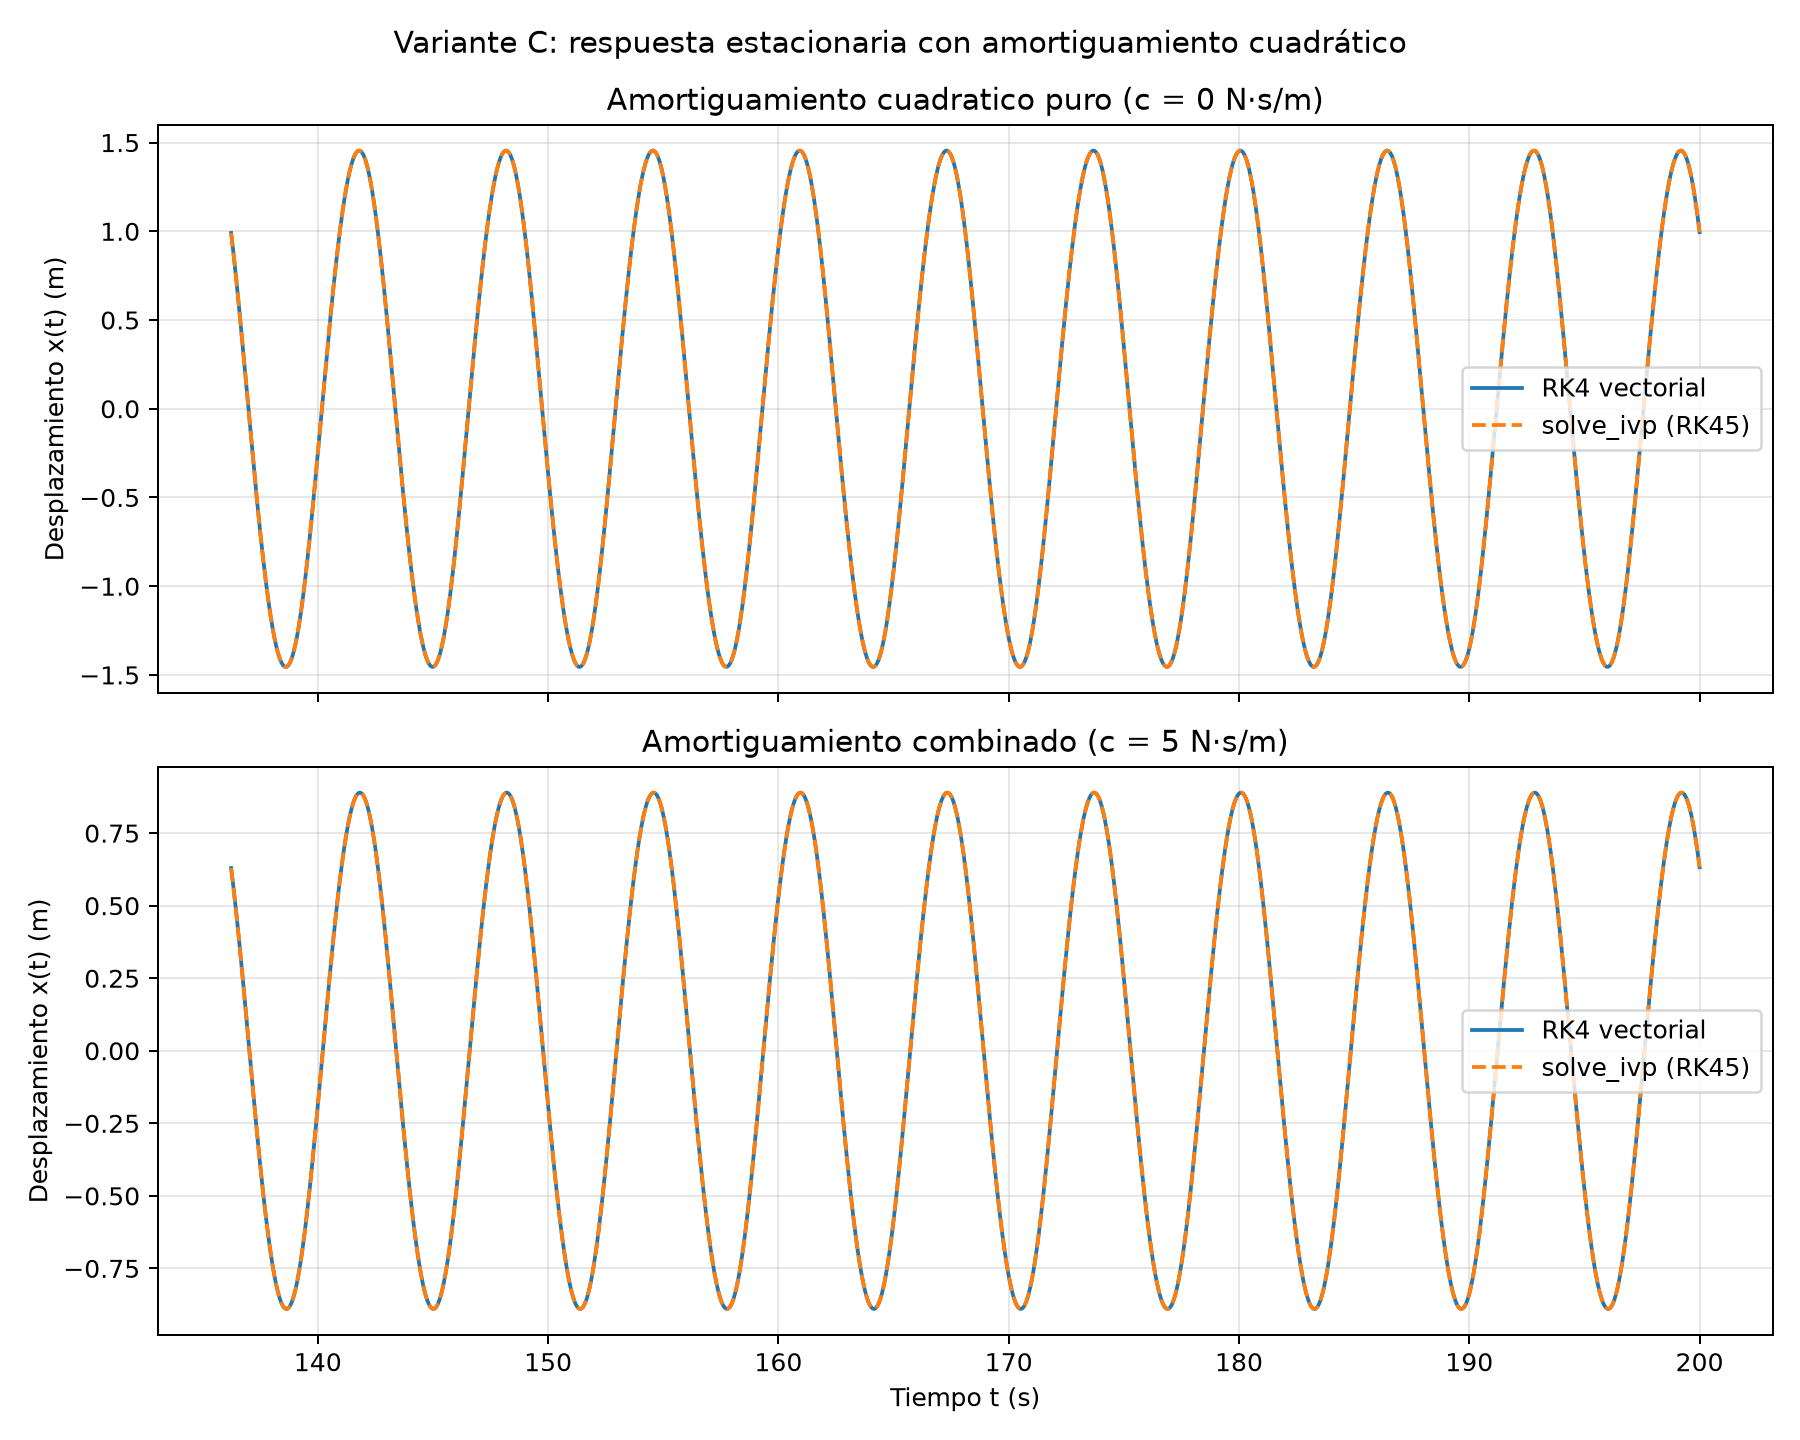 Variante C: respuesta estacionaria con amortiguamiento cuadrático
Amortiguamiento cuadratico puro (c = 0 N·s/m)
Desplazamiento x(t) (m)
1.5
1.0
0.5
0.0
−0.5
−1.0
−1.5
RK4 vectorial
solve_ivp (RK45)
Amortiguamiento combinado (c = 5 N·s/m)
Desplazamiento x(t) (m)
0.75
0.50
0.25
0.00
−0.25
−0.50
−0.75
RK4 vectorial
solve_ivp (RK45)
140 150 160 170 180 190 200
Tiempo t (s)